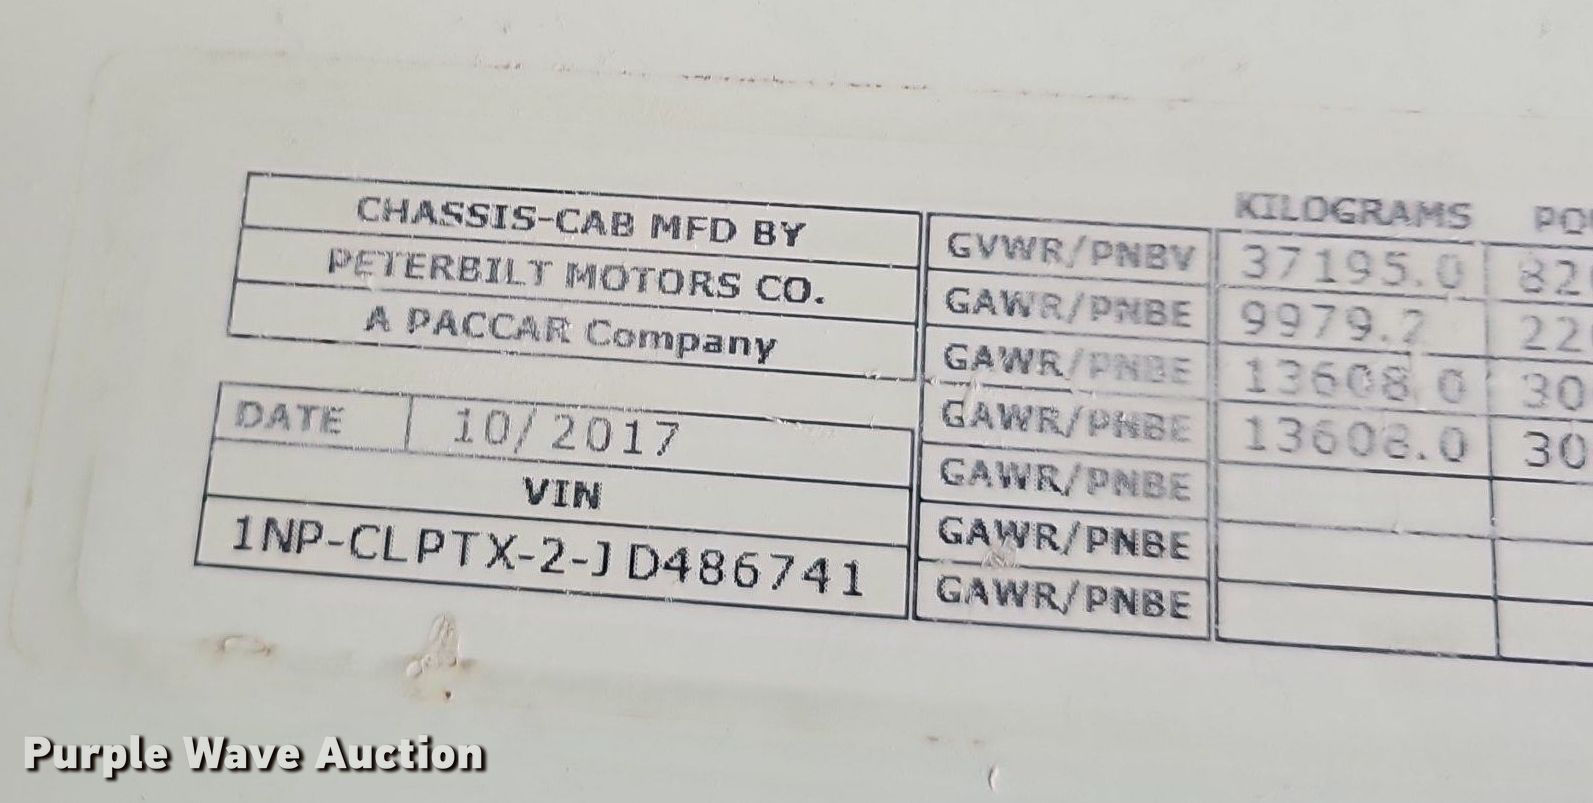 CHASSIS-CAB MFD BY
PETERBILT MOTORS CO.
A PACCAR Company
DATE 10/2017
VIN
1NP-CLPTX-2-JD486741
KILOGRAMS
GVWR/PNBV 37195.0
GAWR/PNBE 9979.2
GAWR/PNBE 13608.0
GAWR/PNBE 13608.0
GAWR/PNBE
GAWR/PNBE
GAWR/PNBE
Purple Wave Auction